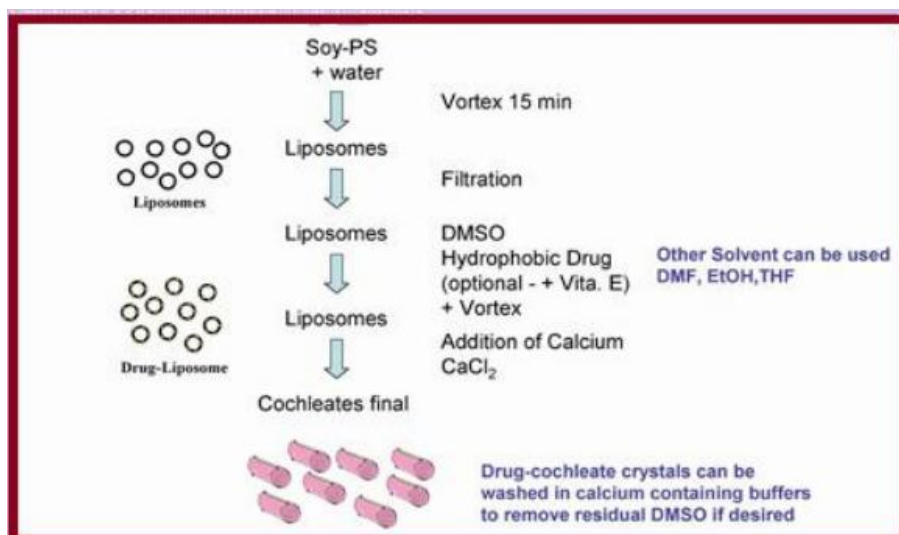 Soy-PS
+ water
Vortex 15 min
Liposomes
Liposomes
Filtration
Liposomes
DMSO
Hydrophobic Drug
(optional - + Vita. E)
+ Vortex
Other Solvent can be used
DMF, EtOH,THF
Liposomes
Drug-Liposome
Addition of Calcium
CaCl₂
Cochleates final
Drug-cochleate crystals can be
washed in calcium containing buffers
to remove residual DMSO if desired